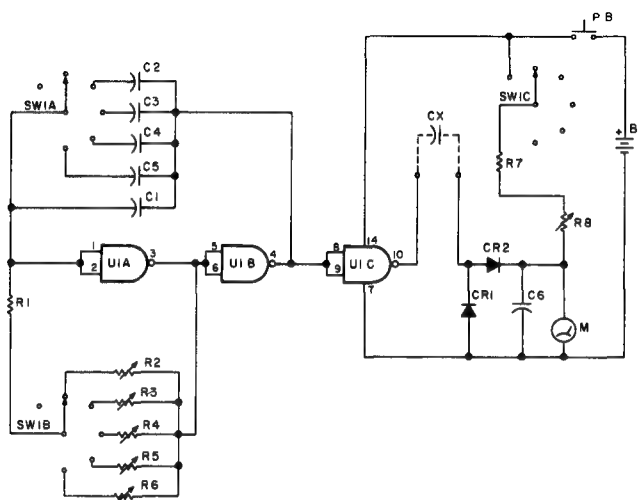 PB
C2
SW1A
C3
C4
C5
C1
CX
SW1C
+
B
R7
R8
1
2
U1A
3
5
6
U1B
4
8
9
U1C
14
10
7
CR2
CR1
C6
M
R1
R2
R3
SW1B
R4
R5
R6